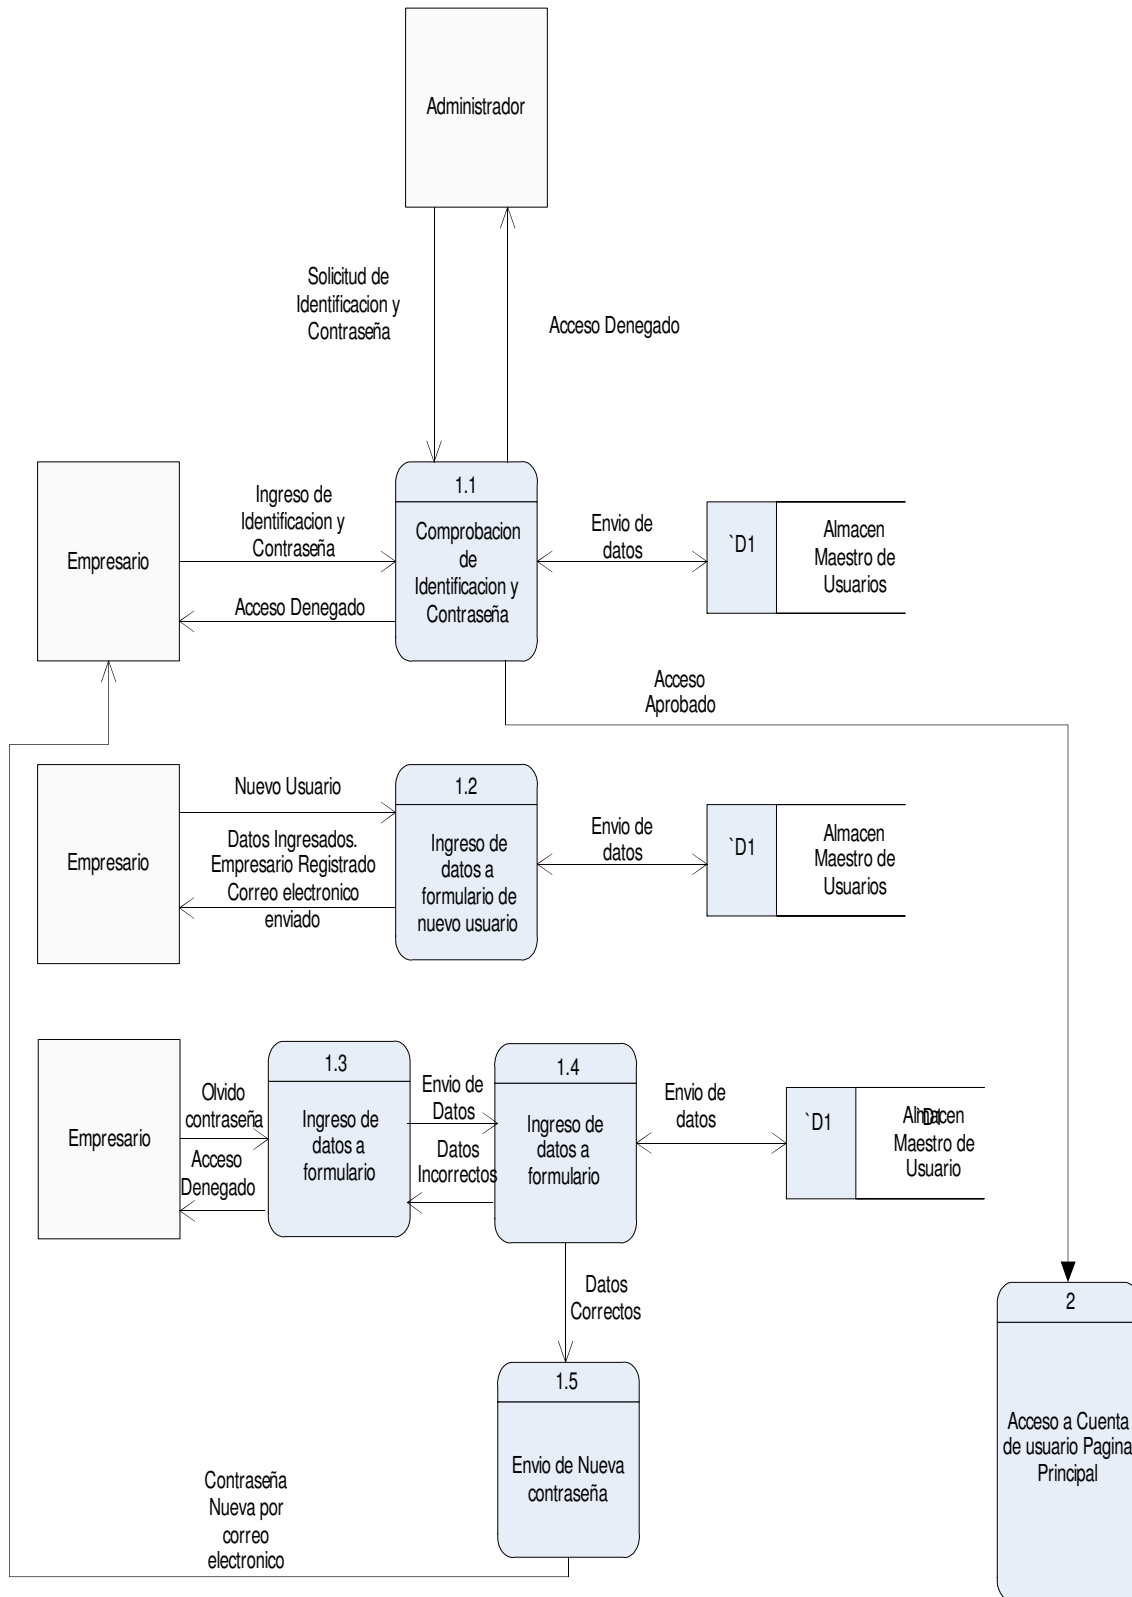 Administrador
Solicitud de
Identificacion y
Contraseña
Acceso Denegado
Empresario
Ingreso de
Identificacion y
Contraseña
Acceso Denegado
1.1
Comprobacion
de
Identificacion y
Contraseña
Envio de
datos
`D1
Almacen
Maestro de
Usuarios
Acceso
Aprobado
Empresario
Nuevo Usuario
Datos Ingresados.
Empresario Registrado
Correo electronico
enviado
1.2
Ingreso de
datos a
formulario de
nuevo usuario
Envio de
datos
`D1
Almacen
Maestro de
Usuarios
Empresario
Olvido
contraseña
Acceso
Denegado
1.3
Ingreso de
datos a
formulario
Envio de
Datos
Datos
Incorrectos
1.4
Ingreso de
datos a
formulario
Envio de
datos
`D1
Almacen
`D1
Maestro de
Usuario
Datos
Correctos
1.5
Envio de Nueva
contraseña
Contraseña
Nueva por
correo
electronico
2
Acceso a Cuenta
de usuario Pagina
Principal